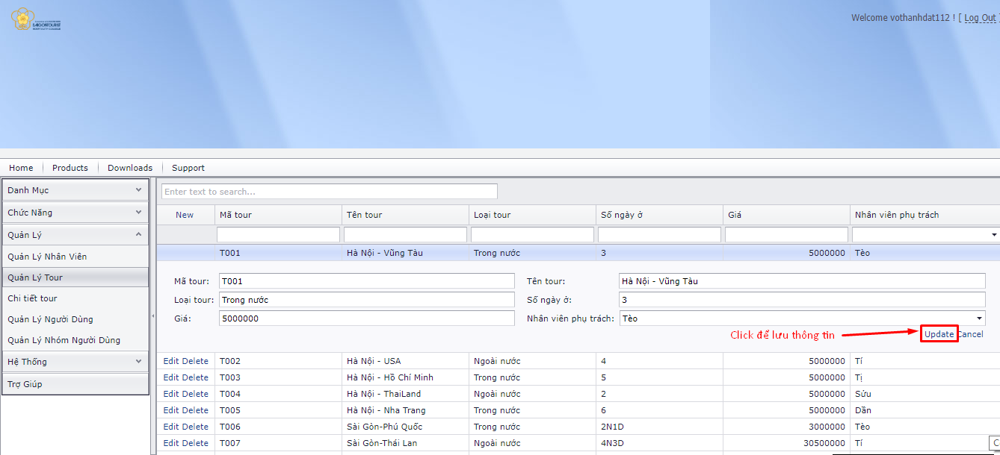 SAIGONTOURIST
Welcome vothanhdat112 ! [ Log Out ]
Home Products Downloads Support
Danh Mục
Chức Năng
Quản Lý
Quản Lý Nhân Viên
Quản Lý Tour
Chi tiết tour
Quản Lý Người Dùng
Quản Lý Nhóm Người Dùng
Hệ Thống
Trợ Giúp
Enter text to search...
New Mã tour Tên tour Loại tour Số ngày ở Giá Nhân viên phụ trách
T001 Hà Nội - Vũng Tàu Trong nước 3 5000000 Tèo
Mã tour: T001 Tên tour: Hà Nội - Vũng Tàu
Loại tour: Trong nước Số ngày ở: 3
Giá: 5000000 Nhân viên phụ trách: Tèo
Click để lưu thông tin Update Cancel
Edit Delete T002 Hà Nội - USA Ngoài nước 4 5000000 Tí
Edit Delete T003 Hà Nội - Hồ Chí Minh Trong nước 5 5000000 Tị
Edit Delete T004 Hà Nội - ThaiLand Ngoài nước 2 5000000 Sửu
Edit Delete T005 Hà Nội - Nha Trang Trong nước 6 5000000 Dần
Edit Delete T006 Sài Gòn-Phú Quốc Trong nước 2N1D 3000000 Tèo
Edit Delete T007 Sài Gòn-Thái Lan Ngoài nước 4N3D 30500000 Tí